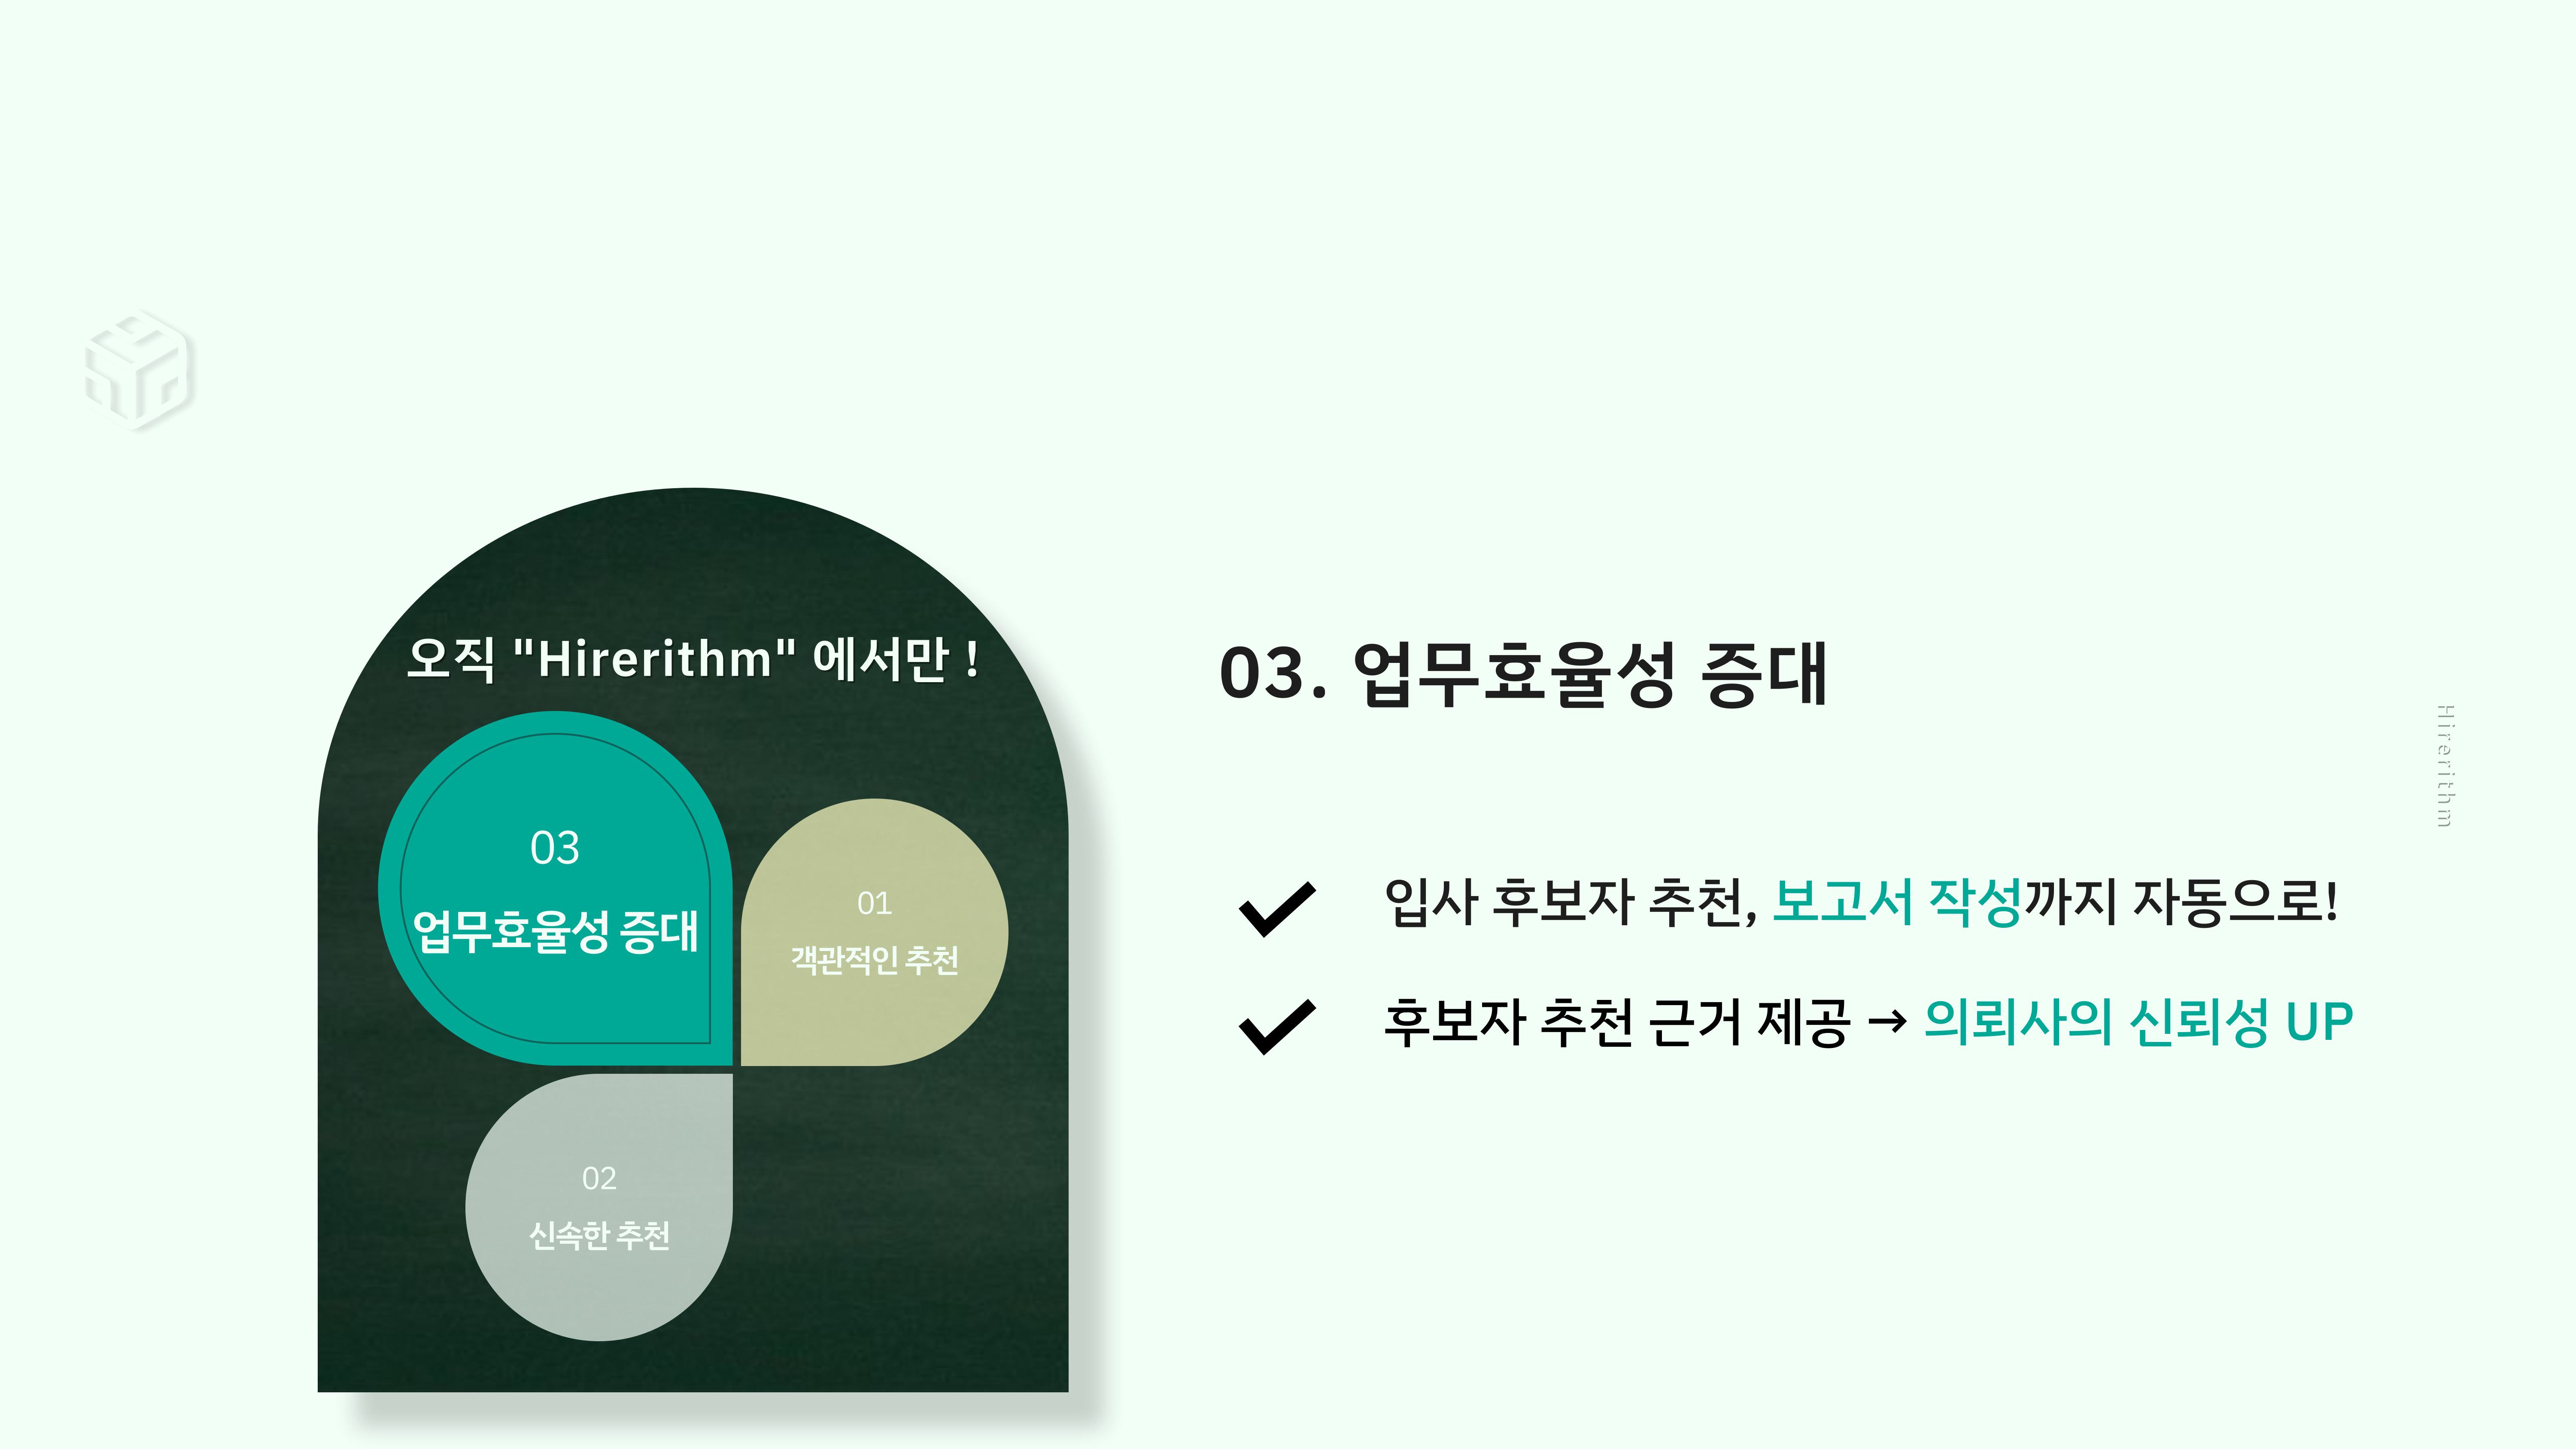 오직 "Hirerithm" 에서만 !
03
업무효율성 증대
01
객관적인 추천
02
신속한 추천
03. 업무효율성 증대
입사 후보자 추천, 보고서 작성까지 자동으로!
후보자 추천 근거 제공 → 의뢰사의 신뢰성 UP
Hirerithm